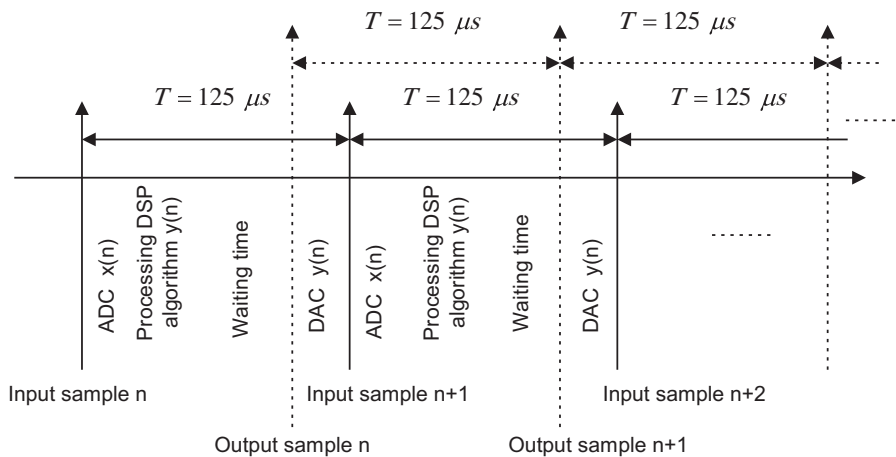 T = 125 μs
T = 125 μs
T = 125 μs
T = 125 μs
T = 125 μs
ADC x(n)
Processing DSP
algorithm y(n)
Waiting time
DAC y(n)
ADC x(n)
Processing DSP
algorithm y(n)
Waiting time
DAC y(n)
Input sample n
Input sample n+1
Input sample n+2
Output sample n
Output sample n+1